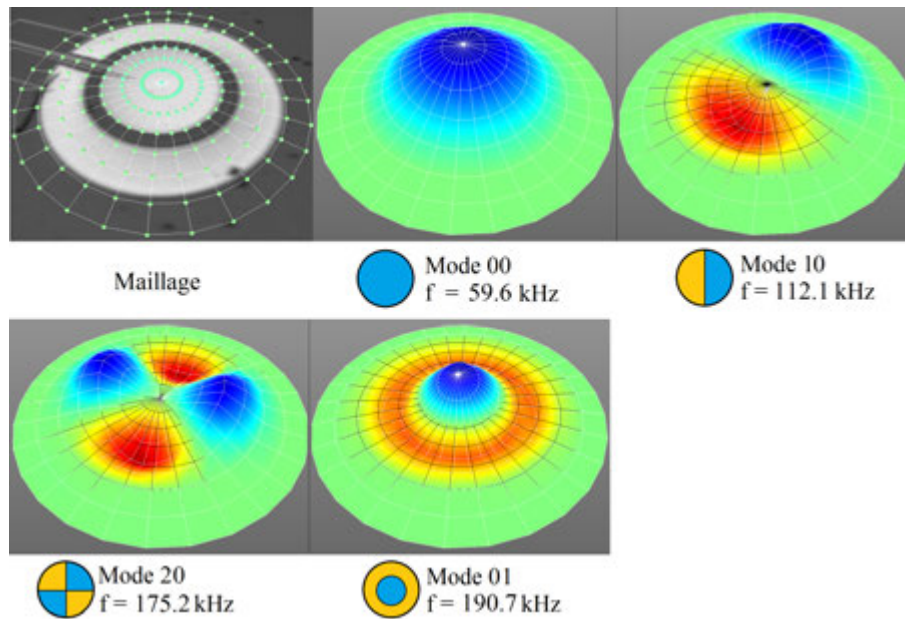 Maillage
Mode 00
f = 59.6 kHz
Mode 10
f = 112.1 kHz
Mode 20
f = 175.2 kHz
Mode 01
f = 190.7 kHz